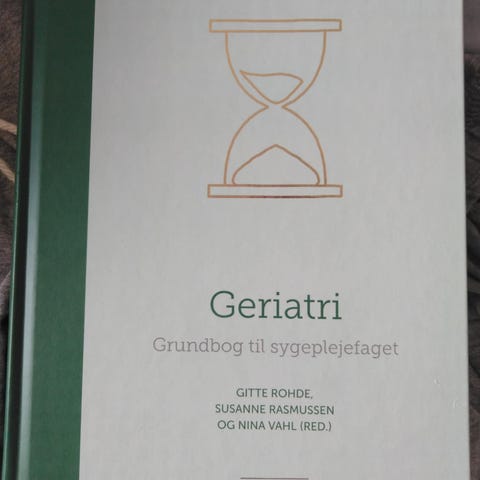 Geriatri
Grundbog til sygeplejefaget
GITTE ROHDE,
SUSANNE RASMUSSEN
OG NINA VAHL (RED.)